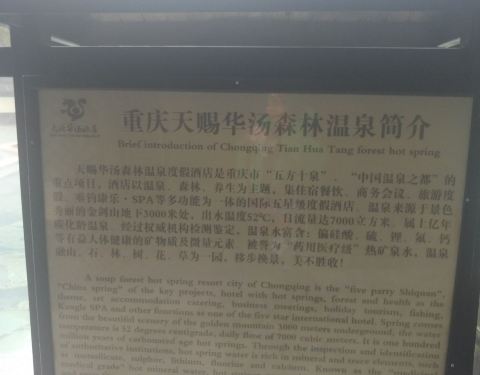 重庆天赐华汤森林温泉简介
Brief introduction of Chongqing Tian Hua Tang forest hot spring
天赐华汤森林温泉度假酒店是重庆市“五方十泉”、“中国温泉之都”的
重点项目，酒店以温泉、森林、养生为主题，集住宿餐饮、商务会议、旅游度
假、垂钓康乐·SPA等多功能为一体的国际五星堡度假酒店。温泉来源于景色
秀丽的金剑山地下3000米处，出水温度52℃，日流量达7000立方米，属上亿年
碳化龄温泉。经过权威机构检测鉴定，温泉水富含：偏硅酸、硫、锂、氟、钙
等有益人体健康的矿物质及微量元素，被誉为“药用医疗级”热矿泉水。温泉
融山、石、林、树、花、草为一园，移步换景，美不胜收！
A soup forest hot spring resort city of Chongqing is the "five parry Shiquan",
"China spring" of the key projects, hotel with hot springs, forest and health as the
theme, set accommodation catering, business meetings, holiday tourism, fishing,
Kangle SPA and other functions as one of the five star international hotel. Spring comes
from the beautiful scenery of the golden mountain 3000 meters underground, the water
temperature is 52 degrees centigrade, daily flow of 7000 cubic meters. It is one hundred
million years of carbonated age hot springs. Through the inspection and identification
of authoritative institutions, hot spring water is rich in mineral and trace elements, such
as metasilicate, sulphur, lithium, fluorine and calcium. Known as the
medical grade" hot mineral water